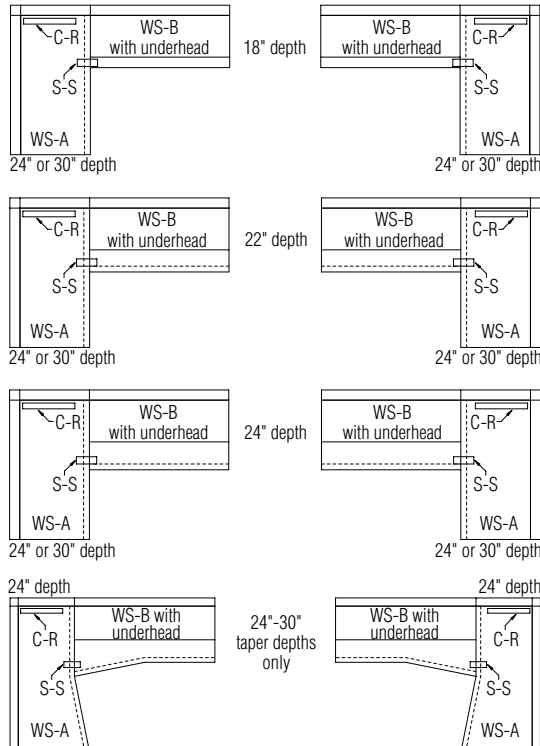 C-R
WS-B
with underhead
S-S
WS-A
24" or 30" depth
18" depth
WS-B
with underhead
C-R
S-S
WS-A
24" or 30" depth
C-R
WS-B
with underhead
S-S
WS-A
24" or 30" depth
22" depth
WS-B
with underhead
C-R
S-S
WS-A
24" or 30" depth
C-R
WS-B
with underhead
S-S
WS-A
24" or 30" depth
24" depth
WS-B
with underhead
C-R
S-S
WS-A
24" or 30" depth
24" depth
C-R
WS-B with
underhead
S-S
WS-A
24"-30"
taper depths
only
24" depth
WS-B with
underhead
C-R
S-S
WS-A